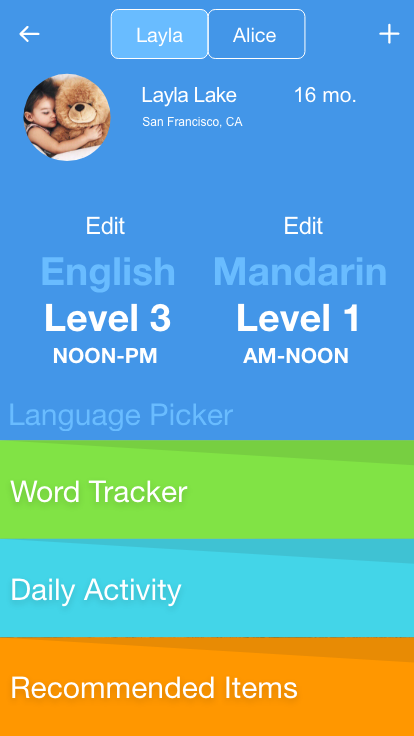 Layla Alice
Layla Lake 16 mo.
San Francisco, CA
Edit Edit
English Mandarin
Level 3 Level 1
NOON-PM AM-NOON
Language Picker
Word Tracker
Daily Activity
Recommended Items